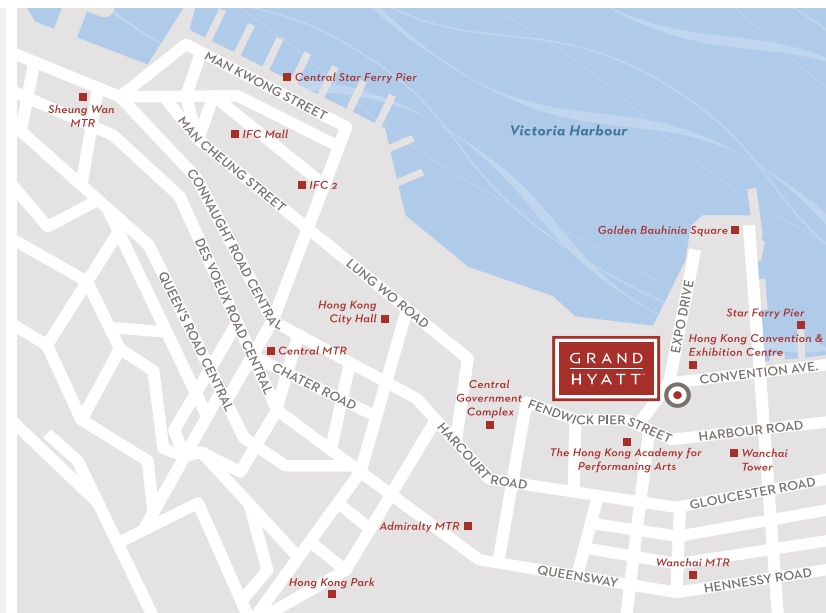 MAN KWONG STREET
Central Star Ferry Pier
Sheung Wan
MTR
IFC Mall
MAN CHEUNG STREET
Victoria Harbour
IFC 2
CONNAUGHT ROAD CENTRAL
DES VOEUX ROAD CENTRAL
QUEEN'S ROAD CENTRAL
Golden Bauhinia Square
LUNG WO ROAD
Hong Kong
City Hall
EXPO DRIVE
Star Ferry Pier
Hong Kong Convention &
Exhibition Centre
Central MTR
GRAND
HYATT
CONVENTION AVE.
CHATER ROAD
Central
Government
Complex
FENDWICK PIER STREET
HARBOUR ROAD
HARCOURT ROAD
The Hong Kong Academy for
Performaning Arts
Wanchai
Tower
GLOUCESTER ROAD
Admiralty MTR
Wanchai MTR
QUEENSWAY
HENNESSY ROAD
Hong Kong Park